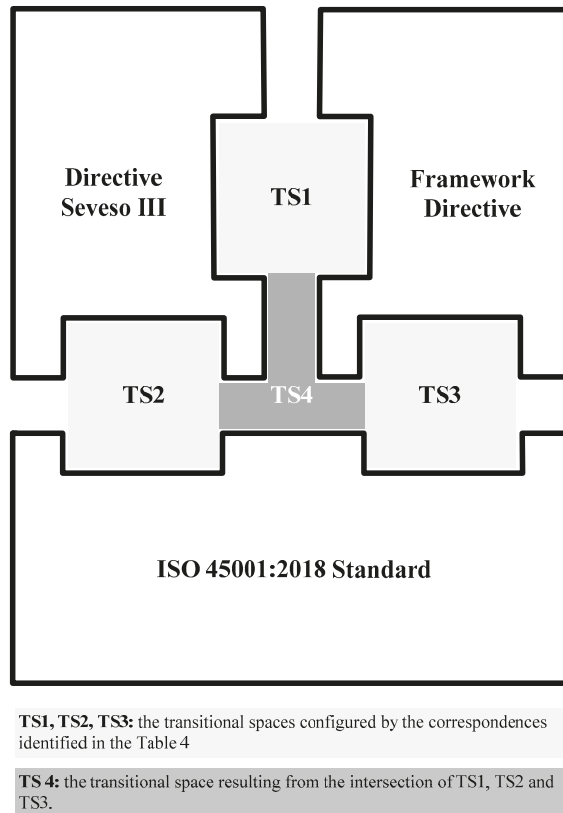 Directive
Seveso III
TS1
Framework
Directive
TS2
TS4
TS3
ISO 45001:2018 Standard
TS1, TS2, TS3: the transitional spaces configured by the correspondences
identified in the Table 4
TS 4: the transitional space resulting from the intersection of TS1, TS2 and
TS3.